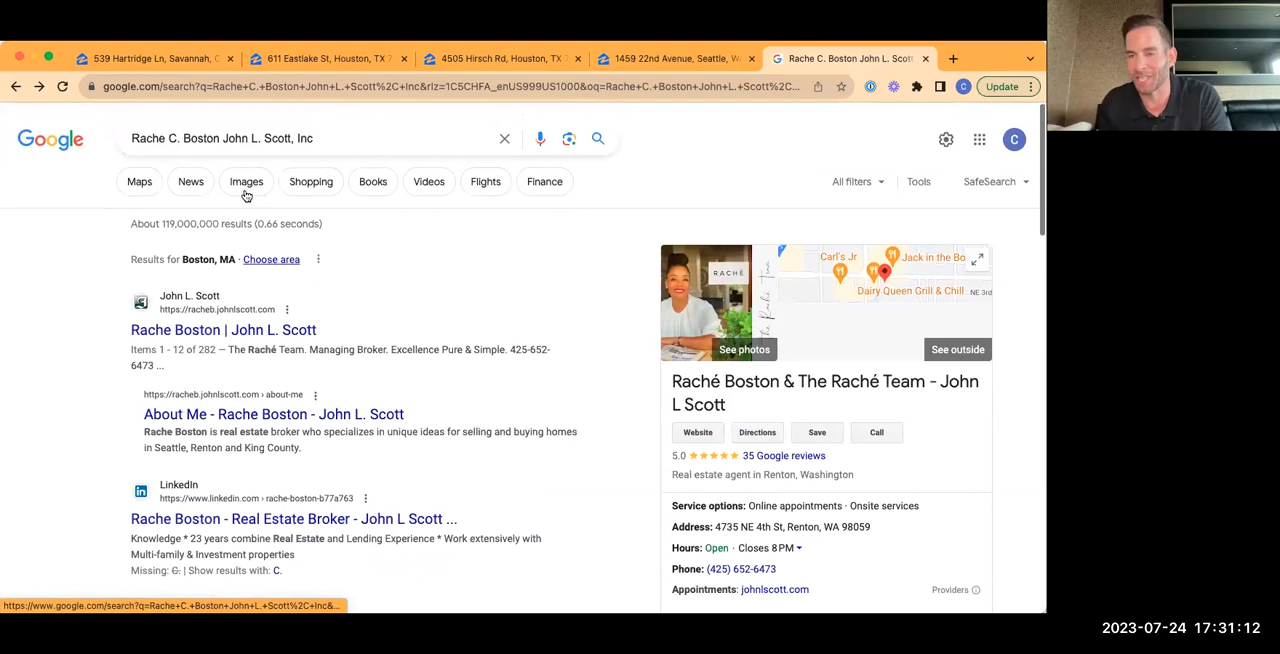 539 Hartridge Ln, Savannah, G
611 Eastlake St, Houston, TX 7
4505 Hirsch Rd, Houston, TX 7
1459 22nd Avenue, Seattle, W
Rache C. Boston John L. Scott
google.com/search?q=Rache+C.+Boston+John+L.+Scott%2C+Inc&rlz=1C5CHFA_enUS999US1000&oq=Rache+C.+Boston+John+L.+Scott%2C+Inc&rlz=1C5CHFA_enUS999US1000&oq=Rache+C.+Boston+John+L.+Scott%2C...
Update
Google
Rache C. Boston John L. Scott, Inc
C
Maps
News
Images
Shopping
Books
Videos
Flights
Finance
All filters
Tools
SafeSearch
About 119,000,000 results (0.66 seconds)
Results for Boston, MA · Choose area
John L. Scott
https://racheb.johnlscott.com
Rache Boston | John L. Scott
Items 1 - 12 of 282 — The Raché Team. Managing Broker. Excellence Pure & Simple. 425-652-
6473 ...
https://racheb.johnlscott.com › about-me
About Me - Rache Boston - John L. Scott
Rache Boston is real estate broker who specializes in unique ideas for selling and buying homes
in Seattle, Renton and King County.
LinkedIn
https://www.linkedin.com › rache-boston-b77a763
Rache Boston - Real Estate Broker - John L Scott ...
Knowledge * 23 years combine Real Estate and Lending Experience * Work extensively with
Multi-family & Investment properties
Missing: C. | Show results with: C.
RACHÉ
The Raché Team
Carl's Jr
Jack in the Bo
Dairy Queen Grill & Chill
NE 3rd
See photos
See outside
Raché Boston & The Raché Team - John
L Scott
Website
Directions
Save
Call
5.0
35 Google reviews
Real estate agent in Renton, Washington
Service options: Online appointments · Onsite services
Address: 4735 NE 4th St, Renton, WA 98059
Hours: Open · Closes 8 PM
Phone: (425) 652-6473
Appointments: johnlscott.com
Providers
https://www.google.com/search?q=Rache+C.+Boston+John+L.+Scott%2C+Inc&...
2023-07-24 17:31:12